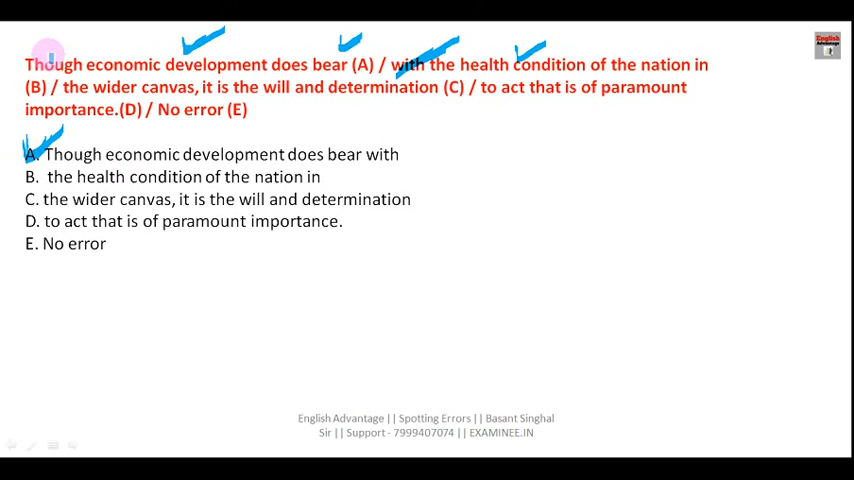 Though economic development does bear (A) / with the health condition of the nation in
(B) / the wider canvas, it is the will and determination (C) / to act that is of paramount
importance.(D) / No error (E)
English
Advantage
A. Though economic development does bear with
B. the health condition of the nation in
C. the wider canvas, it is the will and determination
D. to act that is of paramount importance.
E. No error
English Advantage || Spotting Errors || Basant Singhal
Sir || Support - 7999407074 || EXAMINEE.IN